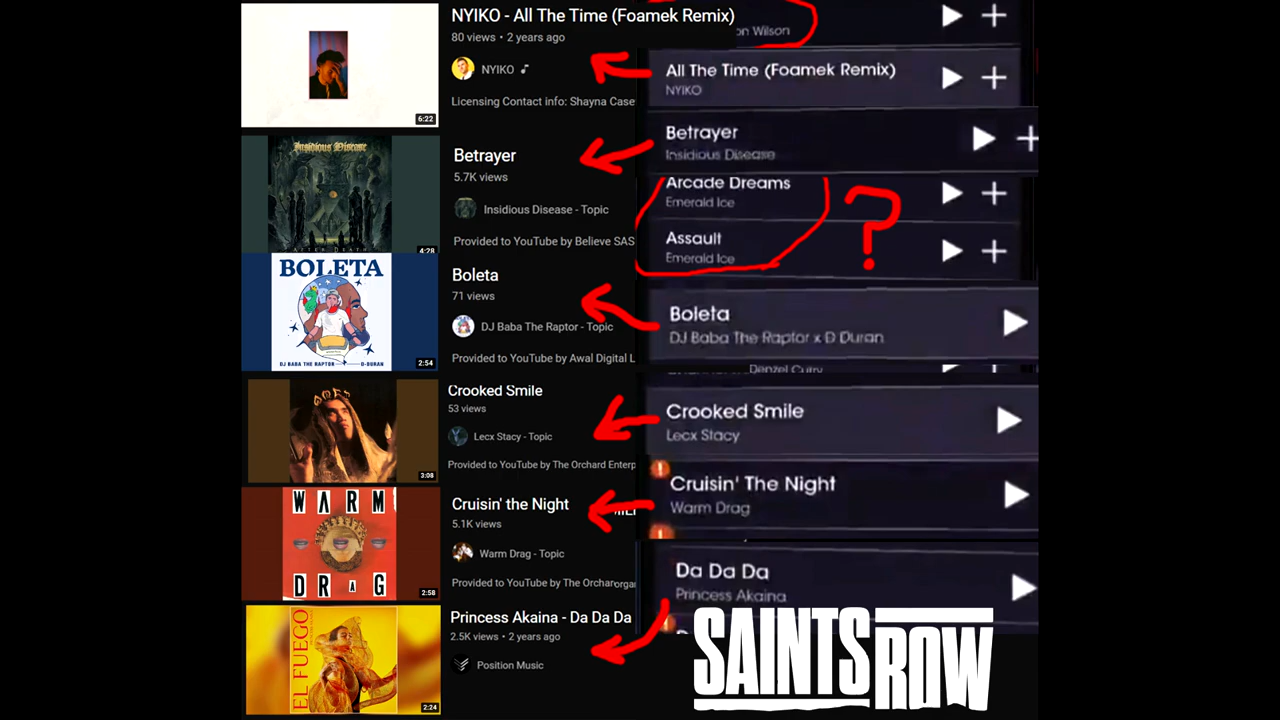 NYIKO - All The Time (Foamek Remix)
80 views • 2 years ago
NYIKO ♪
Licensing Contact info: Shayna Case
6:22
on Wilson
All The Time (Foamek Remix)
NYIKO
Insidious Disease
AFTER DEATH
4:28
Betrayer
5.7K views
Insidious Disease - Topic
Provided to YouTube by Believe SAS
Betrayer
Insidious Disease
Arcade Dreams
Emerald Ice
?
Assault
Emerald Ice
BOLETA
DJ BABA THE RAPTOR
D-DURAN
2:54
Boleta
71 views
DJ Baba The Raptor - Topic
Provided to YouTube by Awal Digital L
Boleta
DJ Baba The Raptor x D Duran
Denzel Curry
3:08
Crooked Smile
53 views
Lecx Stacy - Topic
Provided to YouTube by The Orchard Enterp
Crooked Smile
Lecx Stacy
WARM
DRAG
2:58
Cruisin' the Night
5.1K views
Warm Drag - Topic
Provided to YouTube by The Orchar
Cruisin' The Night
Warm Drag
EL FUEGO
2:24
Princess Akaina - Da Da Da
2.5K views • 2 years ago
Position Music
Da Da Da
Princess Akaina
SAINTS
ROW